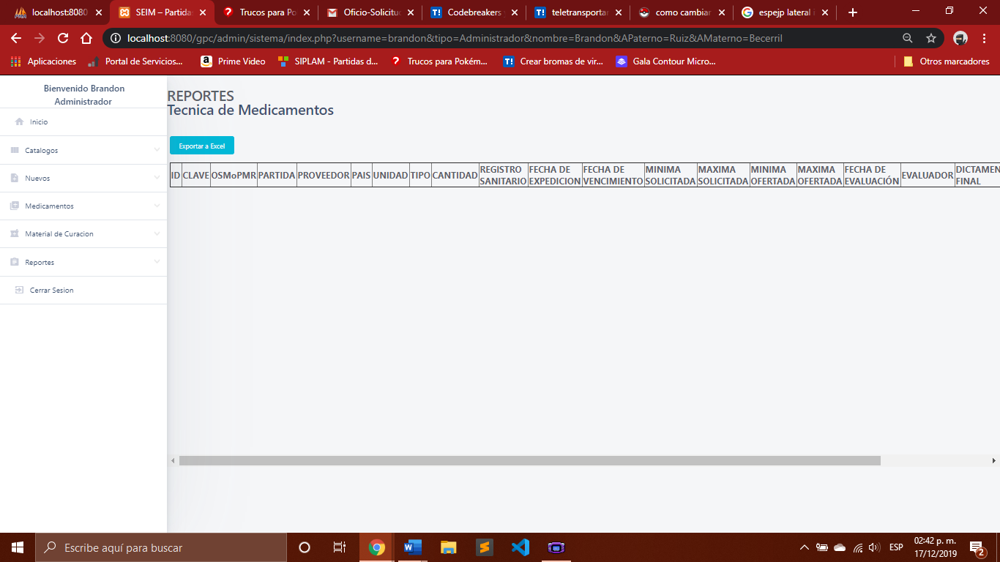 localhost:8080
SEIM – Partidas
Trucos para Po
Oficio-Solicitud
Codebreakers y
teletransportar
como cambiar
espejp lateral i
localhost:8080/gpc/admin/sistema/index.php?username=brandon&tipo=Administrador&nombre=Brandon&APaterno=Ruiz&AMaterno=Becerril
Aplicaciones
Portal de Servicios...
Prime Video
SIPLAM - Partidas d...
Trucos para Pokém...
Crear bromas de vir...
Gala Contour Micro...
Otros marcadores
Bienvenido Brandon
Administrador
Inicio
Catalogos
Nuevos
Medicamentos
Material de Curacion
Reportes
Cerrar Sesion
REPORTES
Tecnica de Medicamentos
Exportar a Excel
ID
CLAVE
OSMoPMR
PARTIDA
PROVEEDOR
PAIS
UNIDAD
TIPO
CANTIDAD
REGISTRO
SANITARIO
FECHA DE
EXPEDICION
FECHA DE
VENCIMIENTO
MINIMA
SOLICITADA
MAXIMA
SOLICITADA
MINIMA
OFERTADA
MAXIMA
OFERTADA
FECHA DE
EVALUACIÓN
EVALUADOR
DICTAMEN
FINAL
Escribe aquí para buscar
ESP
02:42 p. m.
17/12/2019
2